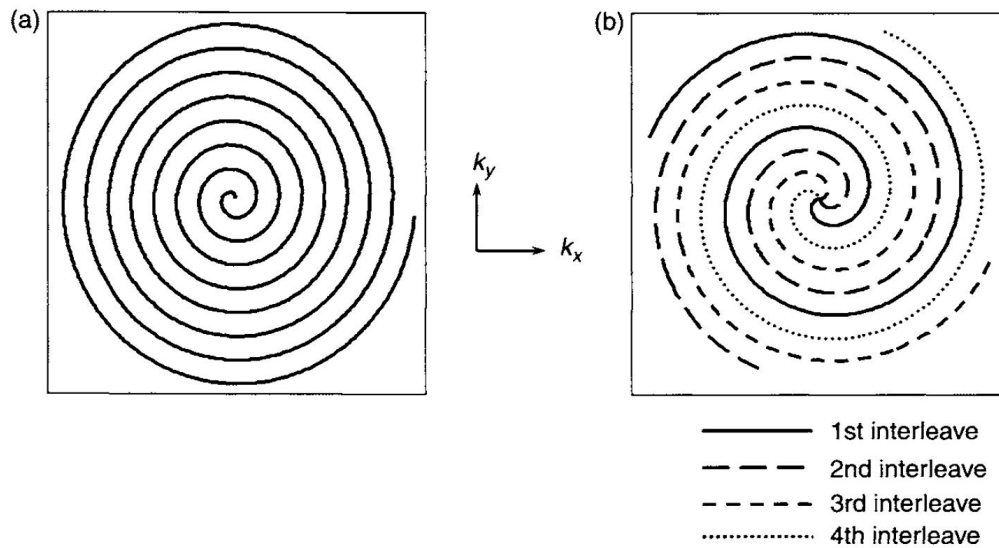 (a)
(b)
k_y
k_x
1st interleave
2nd interleave
3rd interleave
4th interleave